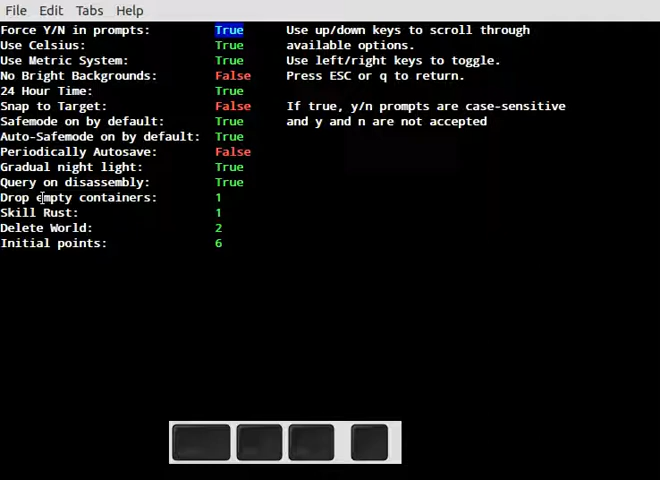 File Edit Tabs Help
Force Y/N in prompts: True Use up/down keys to scroll through
Use Celsius: True available options.
Use Metric System: True Use left/right keys to toggle.
No Bright Backgrounds: False Press ESC or q to return.
24 Hour Time: True
Snap to Target: False If true, y/n prompts are case-sensitive
Safemode on by default: True and y and n are not accepted
Auto-Safemode on by default: True
Periodically Autosave: False
Gradual night light: True
Query on disassembly: True
Drop empty containers: 1
Skill Rust: 1
Delete World: 2
Initial points: 6